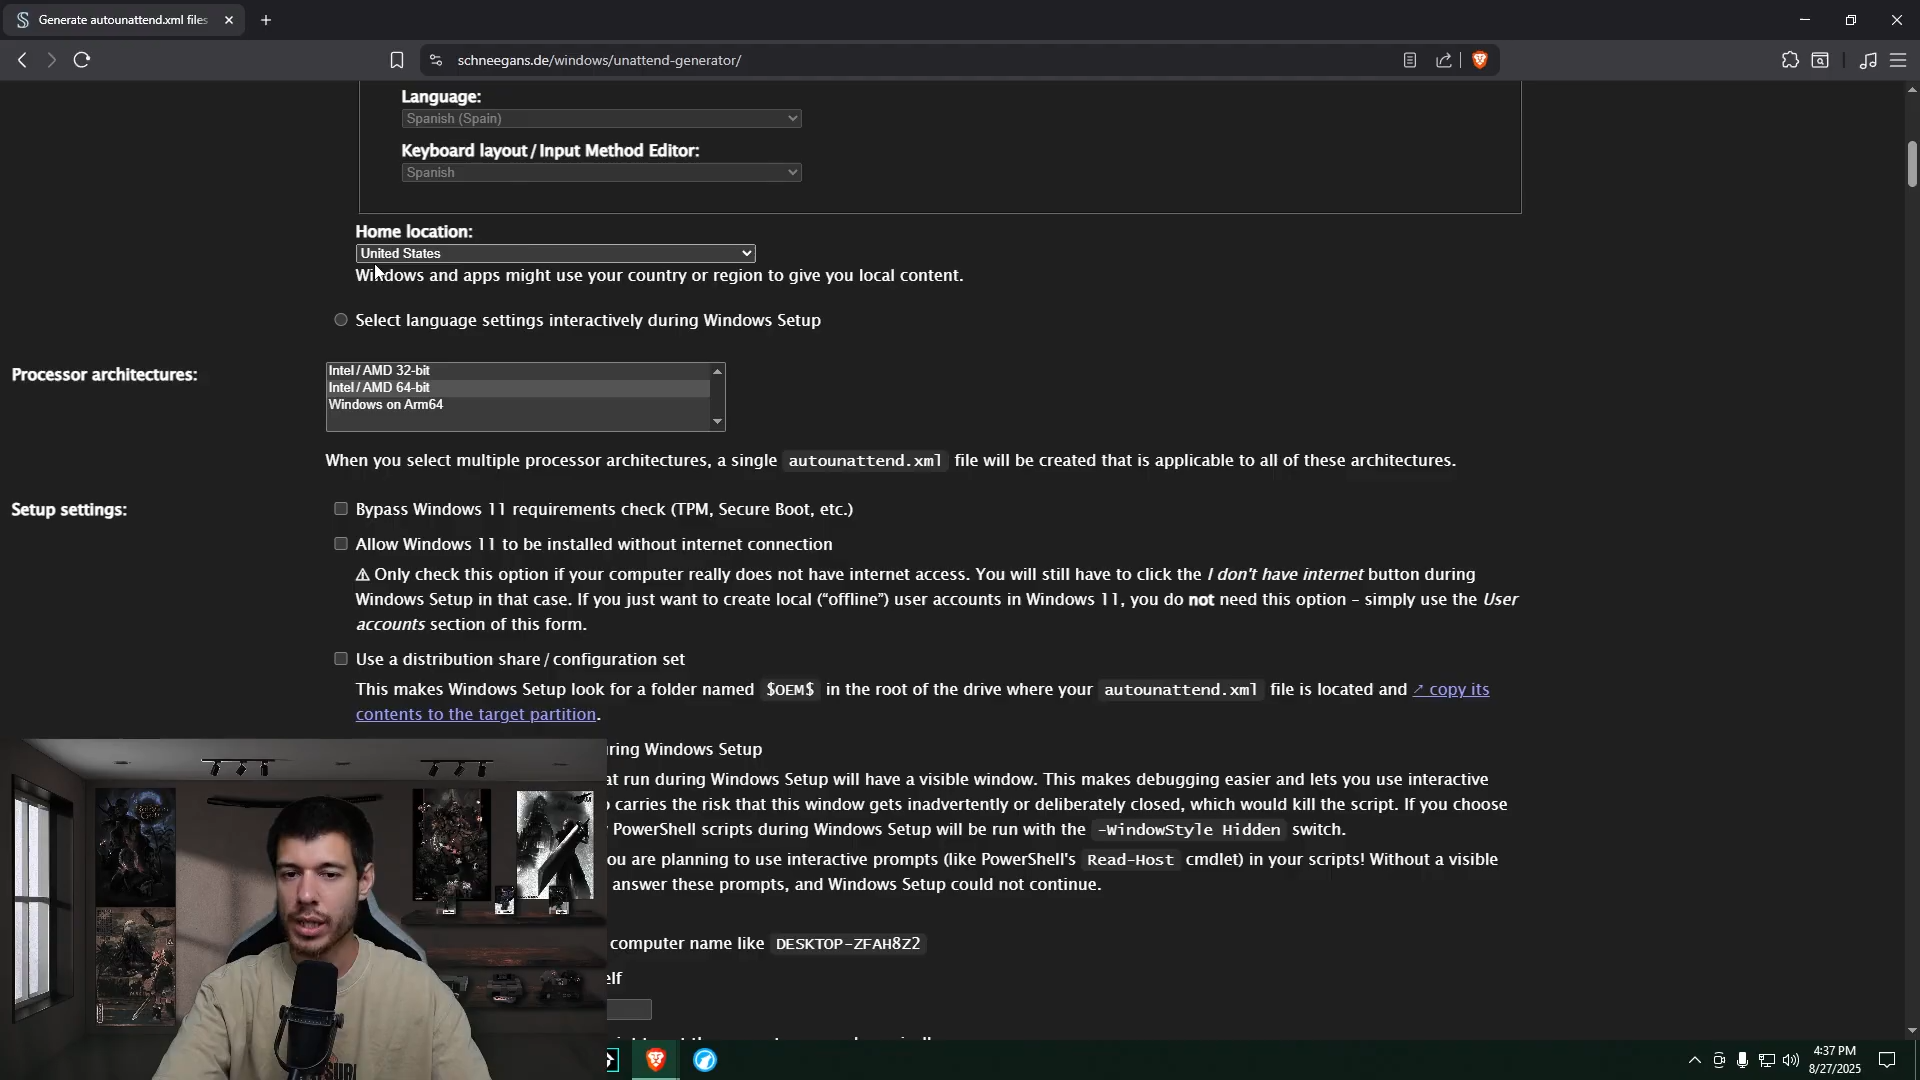 Generate autounattend.xml files
schneegans.de/windows/unattend-generator/
Language:
Spanish (Spain)
Keyboard layout / Input Method Editor:
Spanish
Home location:
United States
Windows and apps might use your country or region to give you local content.
Select language settings interactively during Windows Setup
Processor architectures:
Intel / AMD 32-bit
Intel / AMD 64-bit
Windows on Arm64
When you select multiple processor architectures, a single autounattend.xml file will be created that is applicable to all of these architectures.
Setup settings:
Bypass Windows 11 requirements check (TPM, Secure Boot, etc.)
Allow Windows 11 to be installed without internet connection
⚠ Only check this option if your computer really does not have internet access. You will still have to click the I don't have internet button during
Windows Setup in that case. If you just want to create local (“offline”) user accounts in Windows 11, you do not need this option – simply use the User
accounts section of this form.
Use a distribution share / configuration set
This makes Windows Setup look for a folder named $OEM$ in the root of the drive where your autounattend.xml file is located and ↗ copy its
contents to the target partition.
uring Windows Setup
at run during Windows Setup will have a visible window. This makes debugging easier and lets you use interactive
carries the risk that this window gets inadvertently or deliberately closed, which would kill the script. If you choose
PowerShell scripts during Windows Setup will be run with the -WindowStyle Hidden switch.
ou are planning to use interactive prompts (like PowerShell's Read-Host cmdlet) in your scripts! Without a visible
answer these prompts, and Windows Setup could not continue.
computer name like DESKTOP-ZFAH8Z2
elf
4:37 PM
8/27/2025